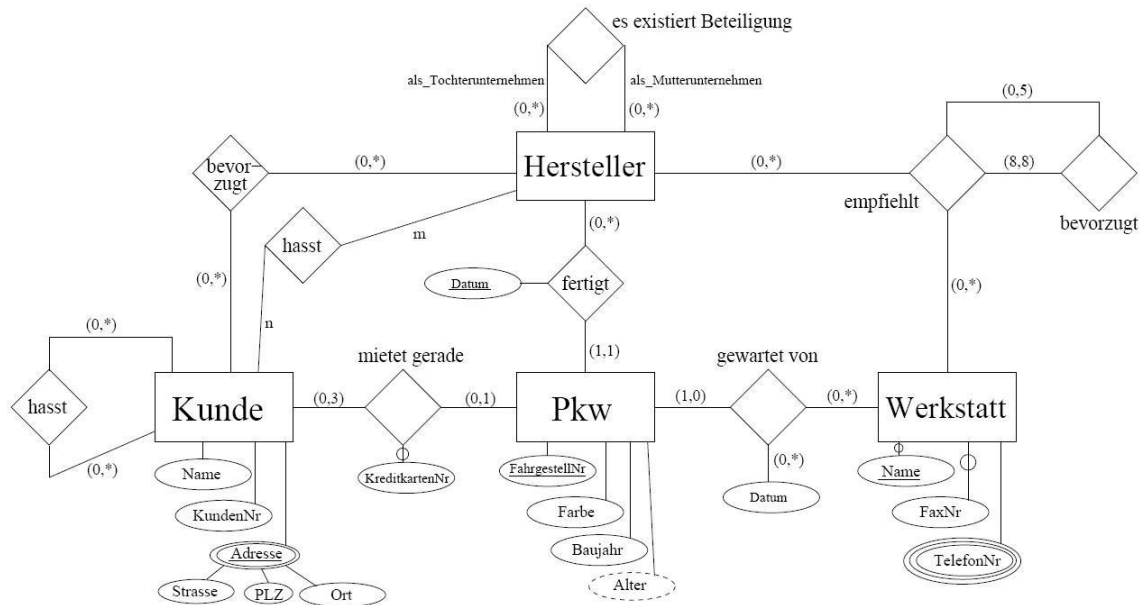 es existiert Beteiligung
als_Tochterunternehmen
als_Mutterunternehmen
(0,*)
(0,*)
(0,5)
bevor–
zugt
(0,*)
Hersteller
(0,*)
(8,8)
empfiehlt
bevorzugt
hasst
m
(0,*)
Datum
fertigt
(0,*)
(0,*)
n
(0,*)
mietet gerade
(1,1)
gewartet von
hasst
Kunde
(0,3)
(0,1)
Pkw
(1,0)
(0,*)
Werkstatt
(0,*)
Name
KreditkartenNr
FahrgestellNr
(0,*)
Name
KundenNr
Farbe
Datum
FaxNr
Adresse
Baujahr
TelefonNr
Strasse
PLZ
Ort
Alter